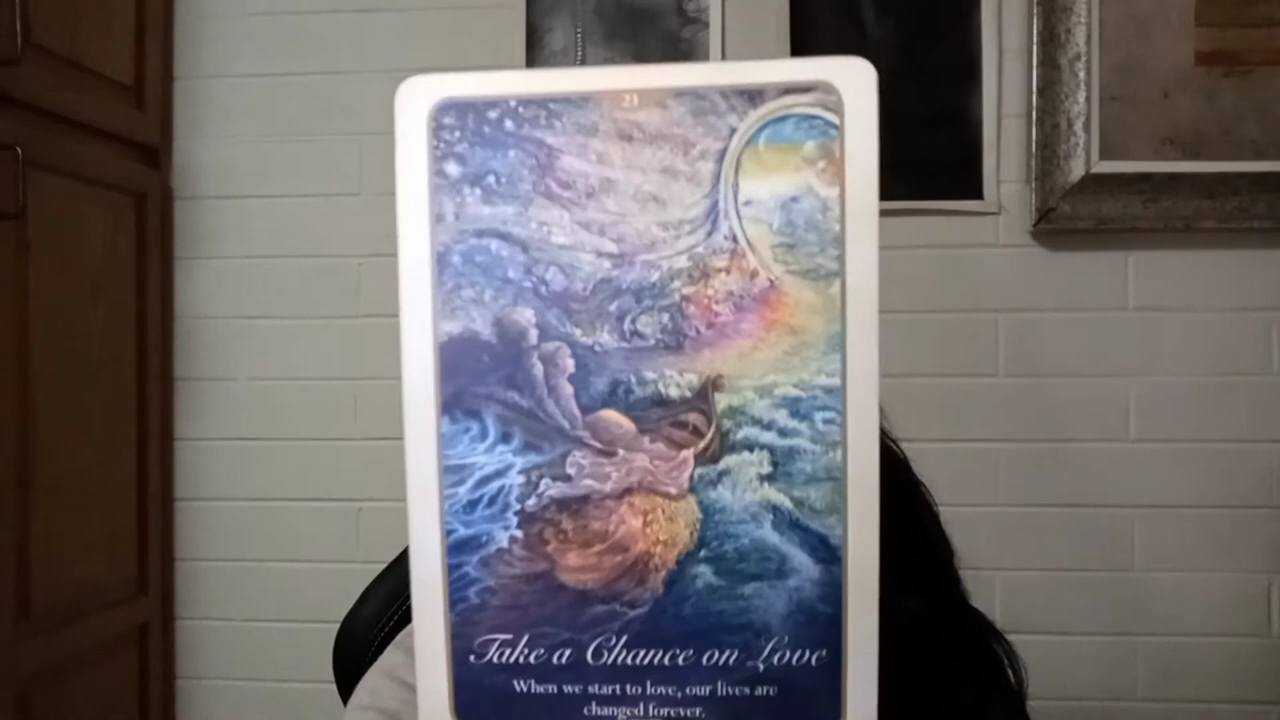 21
Take a Chance on Love
When we start to love, our lives are
changed forever.